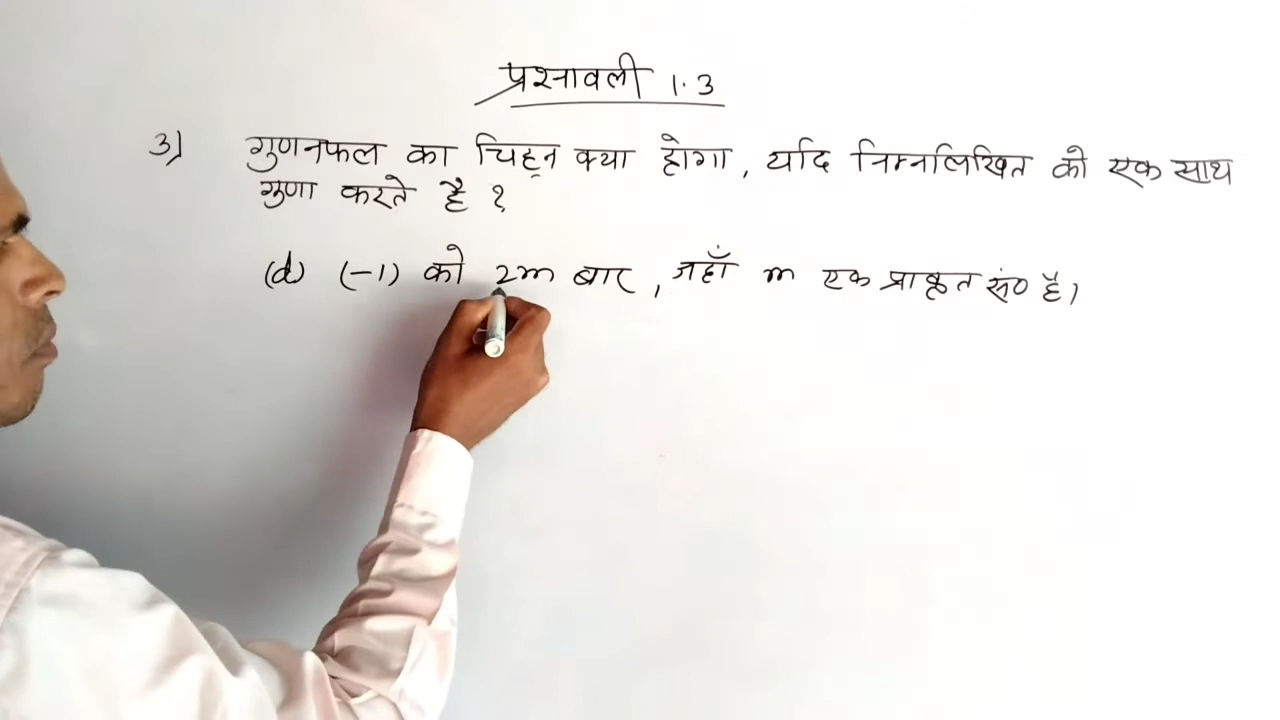 प्रश्नावली 1.3
3) गुणनफल का चिह्न क्या होगा, यदि निम्नलिखित को एक साथ
गुणा करते है ?
(d) (-1) को 2m बार, जहाँ m एक प्राकृत सं० है।